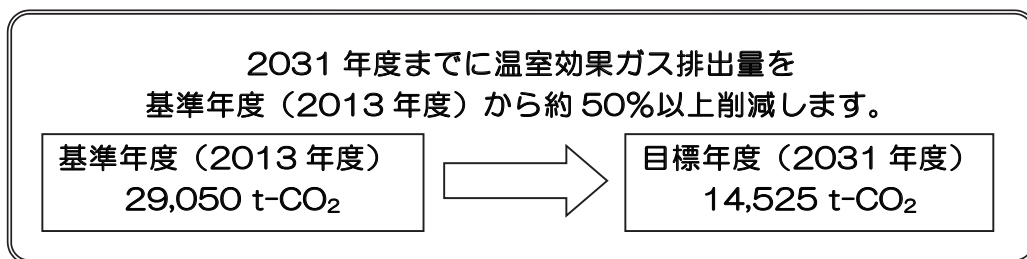 2031 年度までに温室効果ガス排出量を
基準年度（2013 年度）から約 50％以上削減します。
基準年度（2013 年度）
29,050 t-CO₂
目標年度（2031 年度）
14,525 t-CO₂